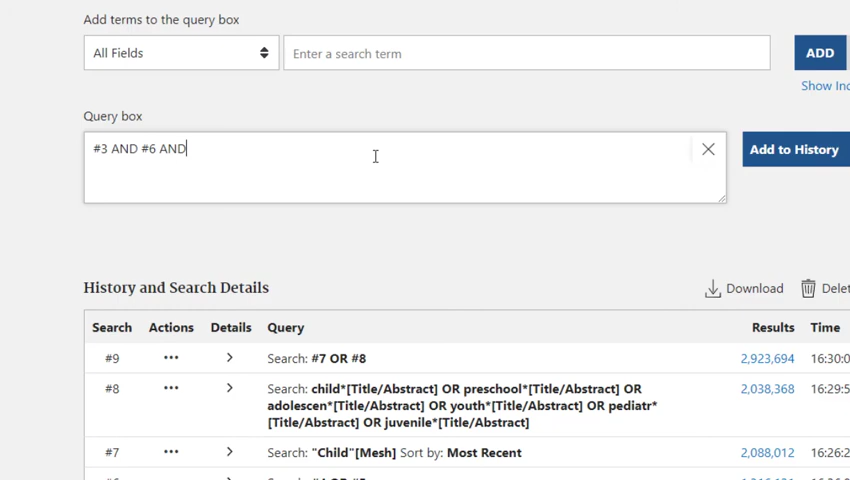 Add terms to the query box
All Fields
Enter a search term
ADD
Show Ind
Query box
#3 AND #6 AND
Add to History
History and Search Details
Download
Delet
Search Actions Details Query Results Time
#9 ... Search: #7 OR #8 2,923,694 16:30:0
#8 ... Search: child*[Title/Abstract] OR preschool*[Title/Abstract] OR 2,038,368 16:29:5
adolescen*[Title/Abstract] OR youth*[Title/Abstract] OR pediatr*
[Title/Abstract] OR juvenile*[Title/Abstract]
#7 ... Search: "Child"[Mesh] Sort by: Most Recent 2,088,012 16:26:2